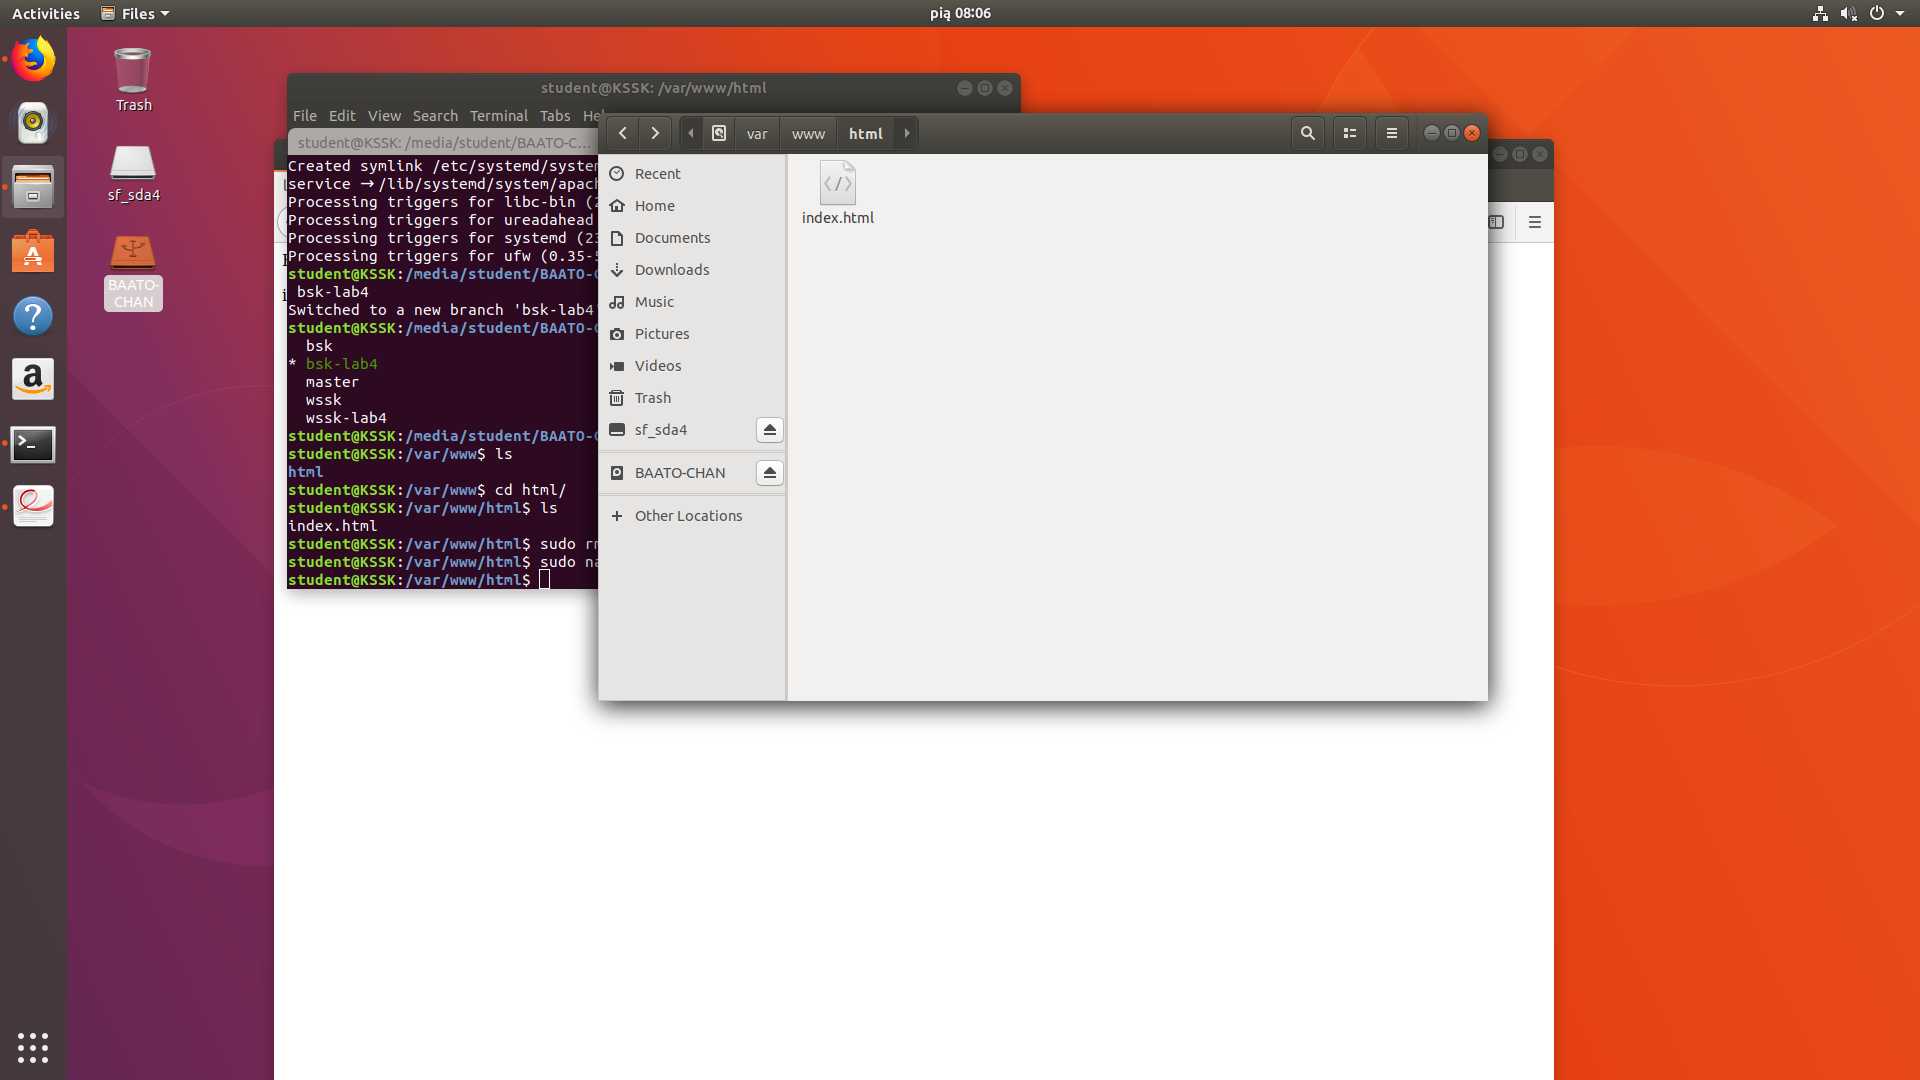 Activities
Files
pią 08:06
Trash
sf_sda4
BAATO-
CHAN
student@KSSK: /var/www/html
File Edit View Search Terminal Tabs
student@KSSK: /media/student/BAATO-C...
Created symlink /etc/systemd/system
service → /lib/systemd/system/apach
Processing triggers for libc-bin (2
Processing triggers for ureadahead
Processing triggers for systemd (23
Processing triggers for ufw (0.35-5
student@KSSK:/media/student/BAATO-C
bsk-lab4
Switched to a new branch 'bsk-lab4'
student@KSSK:/media/student/BAATO-C
bsk
* bsk-lab4
master
wssk
wssk-lab4
student@KSSK:/media/student/BAATO-C
student@KSSK:/var/www$ ls
html
student@KSSK:/var/www$ cd html/
student@KSSK:/var/www/html$ ls
index.html
student@KSSK:/var/www/html$ sudo rm
student@KSSK:/var/www/html$ sudo na
student@KSSK:/var/www/html$
var www html
Recent
Home
Documents
Downloads
Music
Pictures
Videos
Trash
sf_sda4
BAATO-CHAN
+ Other Locations
index.html